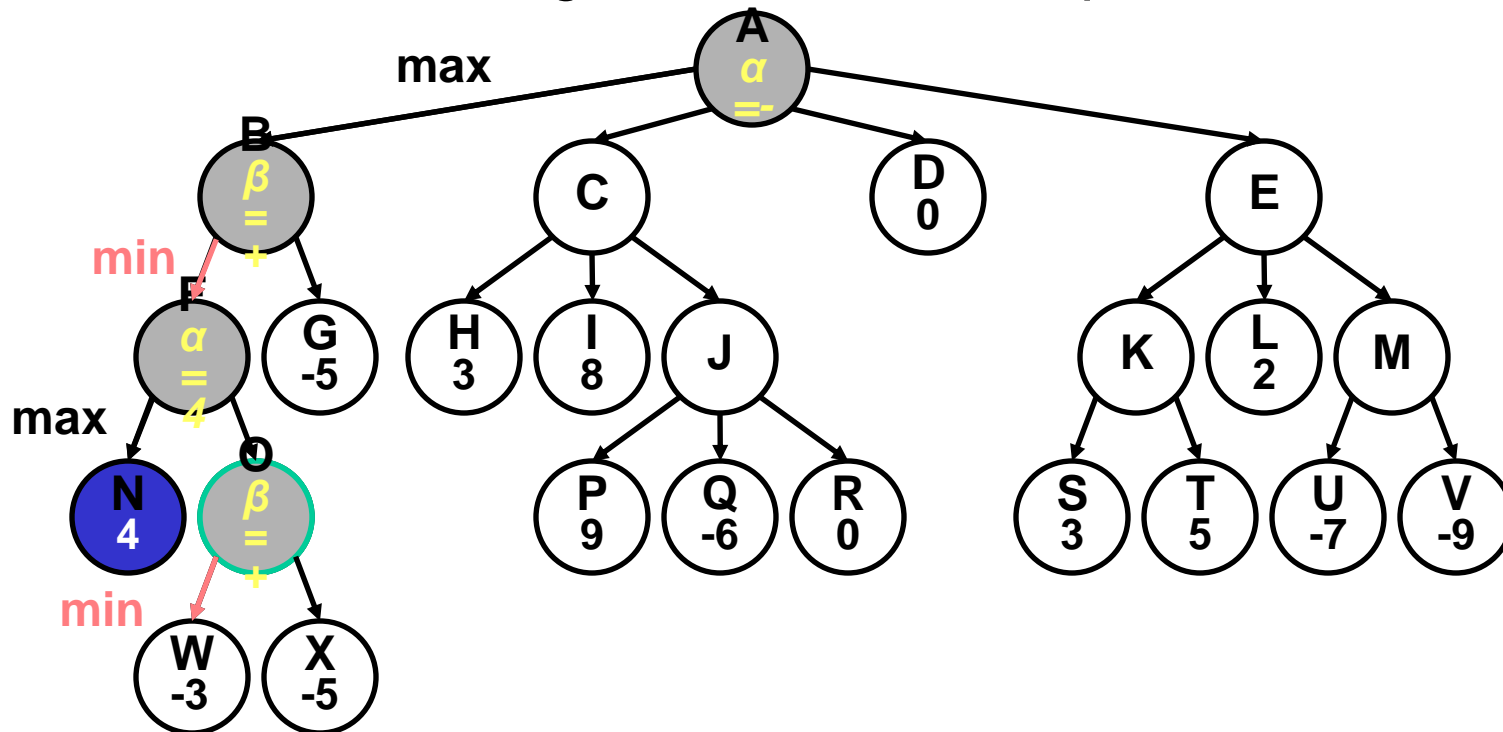 A
max
α
=-
B
β
=
+
C
D
0
E
min
F
α
=
4
G
-5
H
3
I
8
J
K
L
2
M
max
N
4
O
β
=
+
P
9
Q
-6
R
0
S
3
T
5
U
-7
V
-9
min
W
-3
X
-5